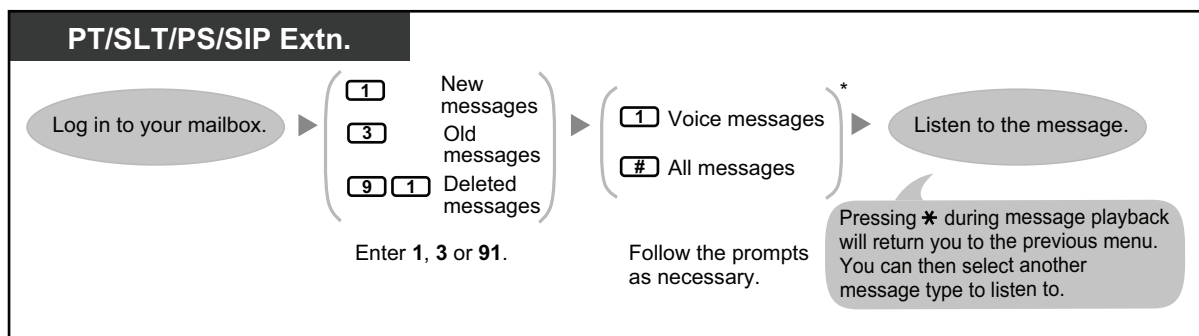 PT/SLT/PS/SIP Extn.
Log in to your mailbox.
1 New
messages
3 Old
messages
9 1 Deleted
messages
Enter 1, 3 or 91.
*
1 Voice messages
# All messages
Follow the prompts
as necessary.
Listen to the message.
Pressing * during message playback
will return you to the previous menu.
You can then select another
message type to listen to.